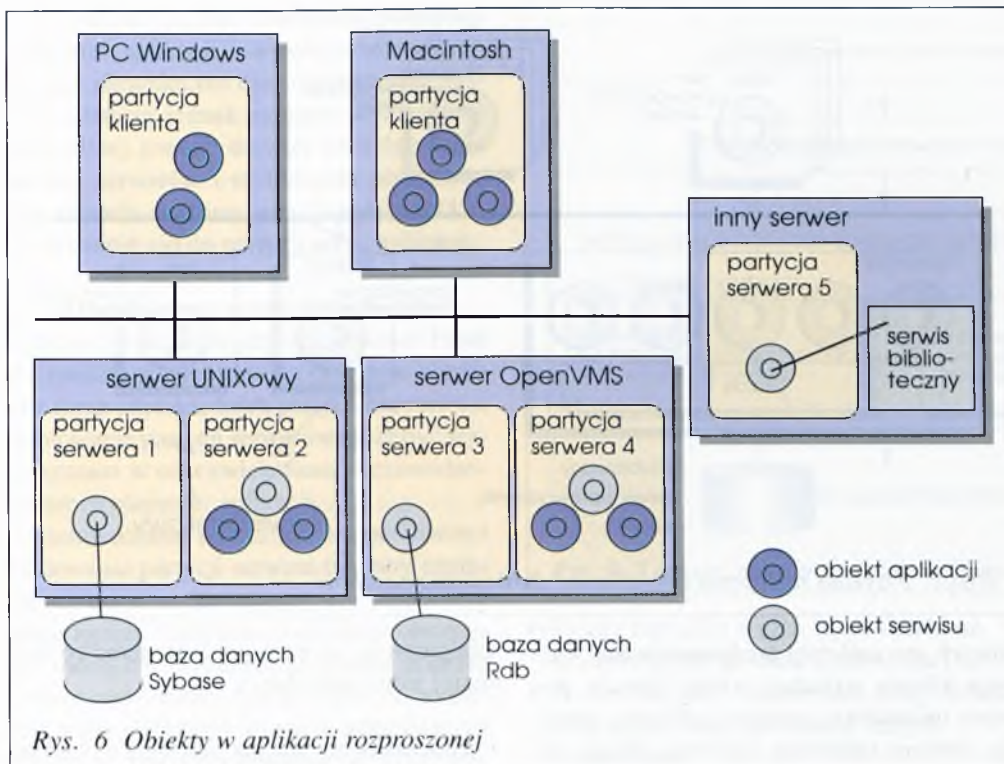 PC Windows
partycja
klienta
Macintosh
partycja
klienta
inny serwer
partycja
serwera 5
serwis
biblio-
teczny
serwer UNIXowy
partycja
serwera 1
partycja
serwera 2
serwer OpenVMS
partycja
serwera 3
partycja
serwera 4
obiekt aplikacji
obiekt serwisu
baza danych
Sybase
baza danych
Rdb
Rys. 6 Obiekty w aplikacji rozproszonej